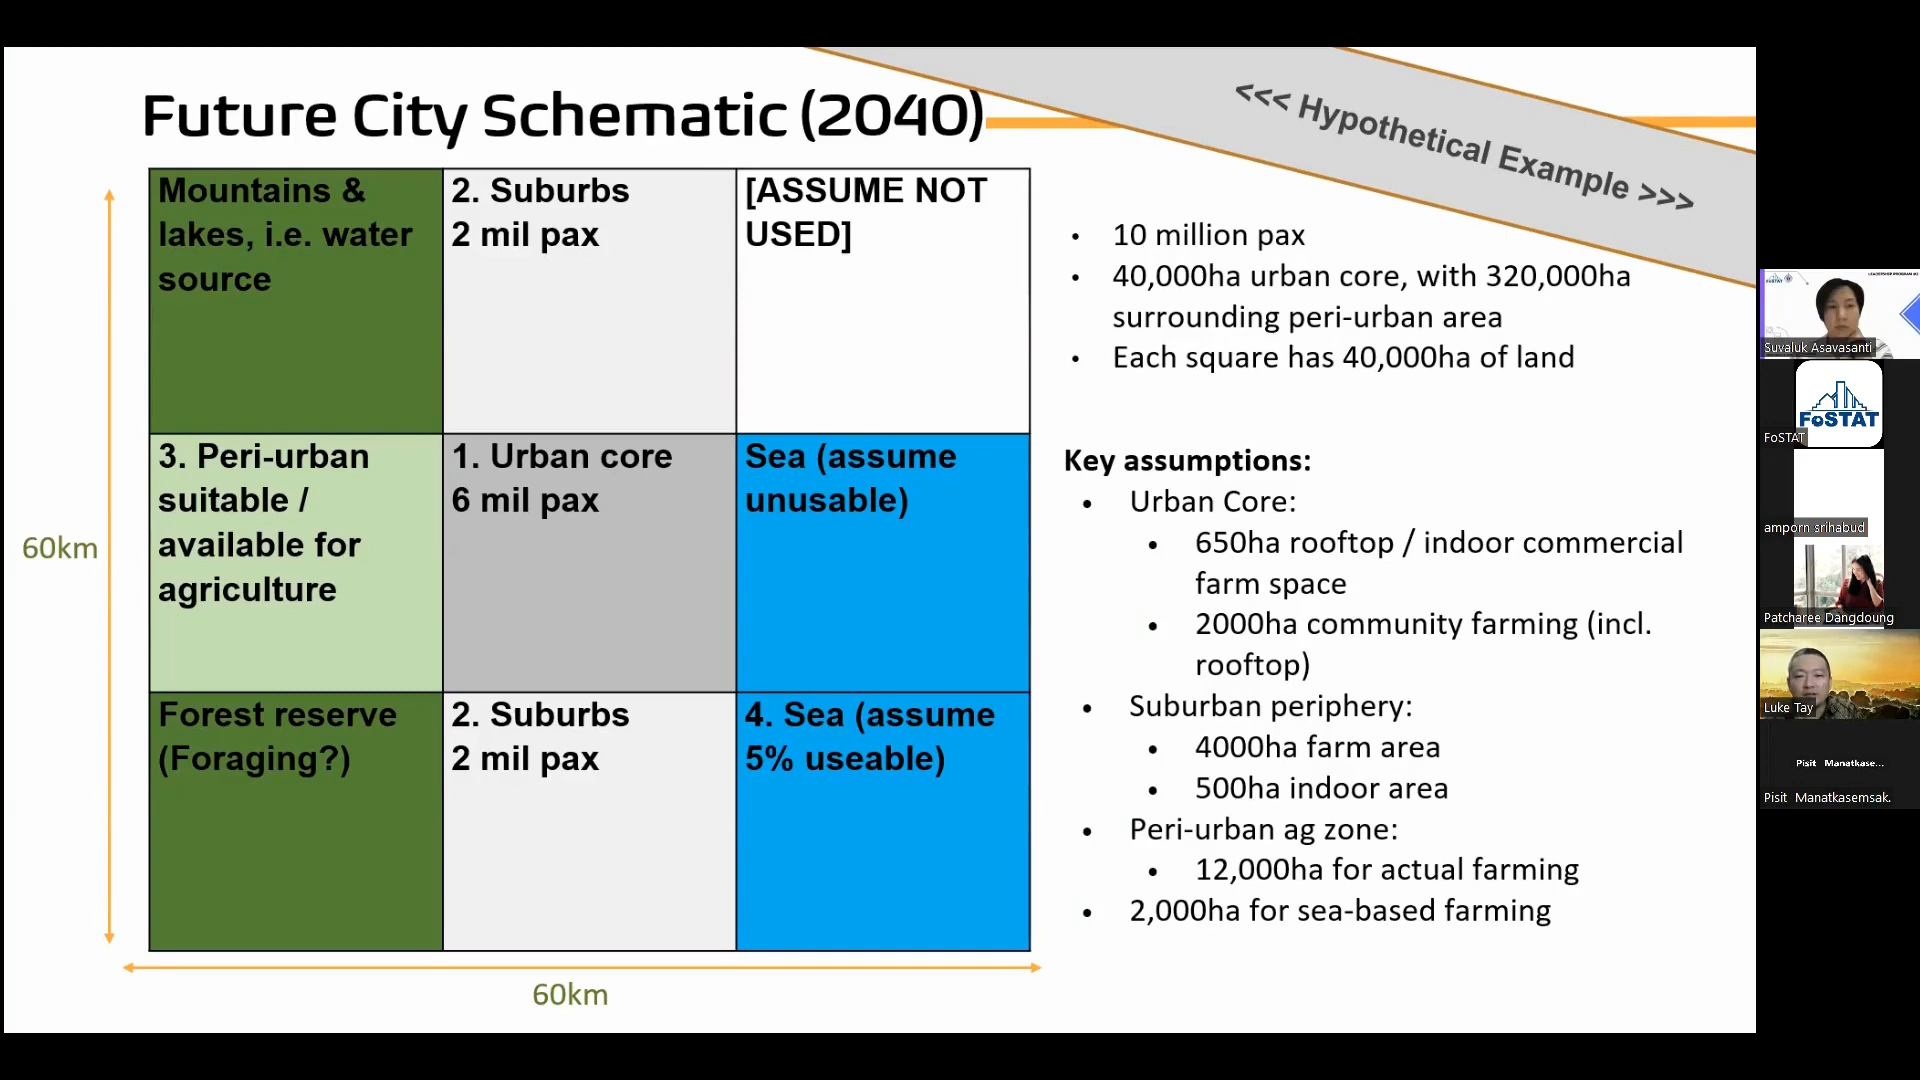 Future City Schematic (2040)
<<< Hypothetical Example >>>
Mountains &
lakes, i.e. water
source
2. Suburbs
2 mil pax
[ASSUME NOT
USED]
3. Peri-urban
suitable /
available for
agriculture
1. Urban core
6 mil pax
Sea (assume
unusable)
Forest reserve
(Foraging?)
2. Suburbs
2 mil pax
4. Sea (assume
5% useable)
60km
60km
• 10 million pax
• 40,000ha urban core, with 320,000ha
surrounding peri-urban area
• Each square has 40,000ha of land
Key assumptions:
• Urban Core:
• 650ha rooftop / indoor commercial
farm space
• 2000ha community farming (incl.
rooftop)
• Suburban periphery:
• 4000ha farm area
• 500ha indoor area
• Peri-urban ag zone:
• 12,000ha for actual farming
• 2,000ha for sea-based farming
LEADERSHIP PROGRAM
FoSTAT
Suvaluk Asavasanti
FoSTAT
FoSTAT
amporn srihabud
Patcharee Dangdoung
Luke Tay
Pisit Manatkase...
Pisit Manatkasemsak.